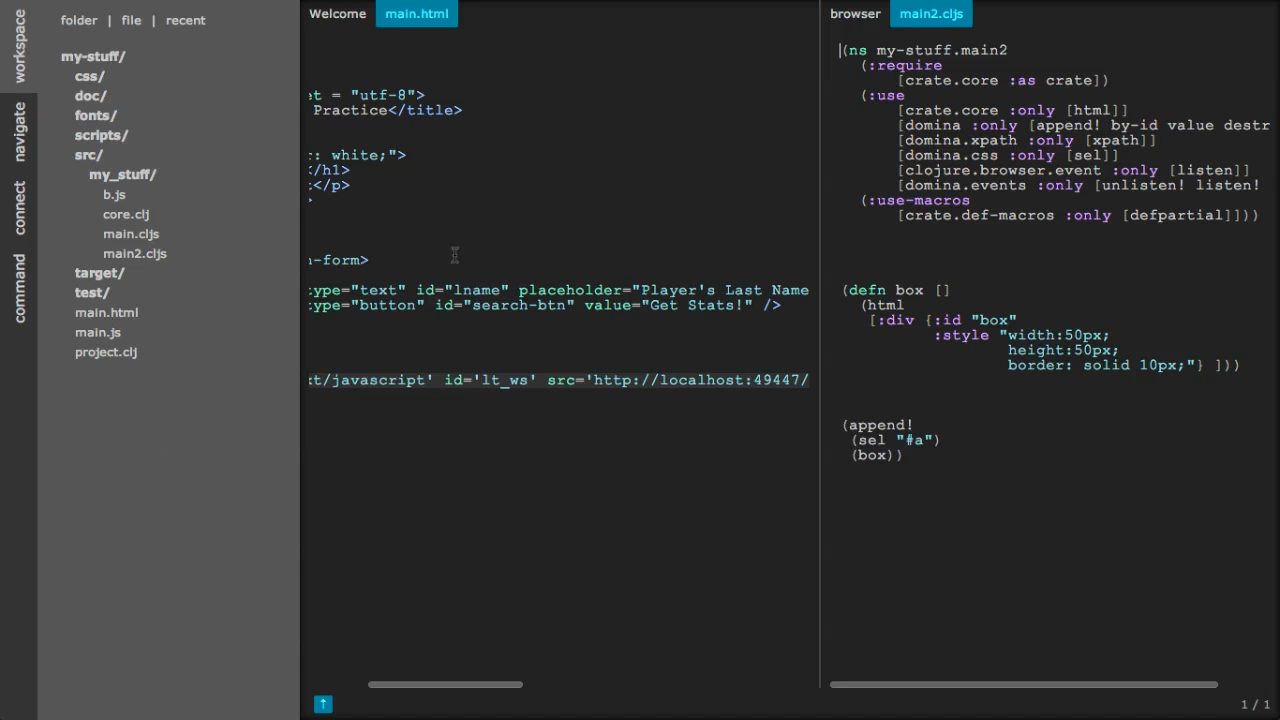 workspace
navigate
connect
command
folder | file | recent
my-stuff/
css/
doc/
fonts/
scripts/
src/
my_stuff/
b.js
core.clj
main.cljs
main2.cljs
target/
test/
main.html
main.js
project.clj
Welcome main.html
et = "utf-8">
Practice</title>
: white;">
</h1>
</p>
>
-form>
type="text" id="lname" placeholder="Player's Last Name
type="button" id="search-btn" value="Get Stats!" />
xt/javascript' id='lt_ws' src='http://localhost:49447/
↑
browser main2.cljs
(ns my-stuff.main2
(:require
[crate.core :as crate])
(:use
[crate.core :only [html]]
[domina :only [append! by-id value destr
[domina.xpath :only [xpath]]
[domina.css :only [sel]]
[clojure.browser.event :only [listen]]
[domina.events :only [unlisten! listen!
(:use-macros
[crate.def-macros :only [defpartial]]))
(defn box []
(html
[:div {:id "box"
:style "width:50px;
height:50px;
border: solid 10px;"} ]))
(append!
(sel "#a")
(box))
1 / 1